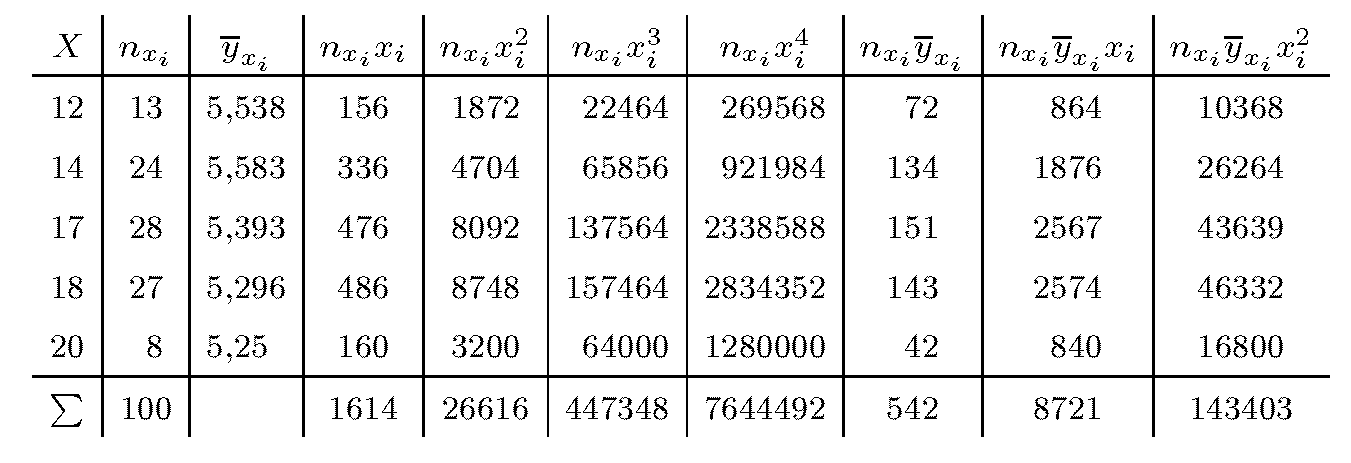 X n_{x_i} \overline{y}_{x_i} n_{x_i}x_i n_{x_i}x_i^2 n_{x_i}x_i^3 n_{x_i}x_i^4 n_{x_i}\overline{y}_{x_i} n_{x_i}\overline{y}_{x_i}x_i n_{x_i}\overline{y}_{x_i}x_i^2
12 13 5,538 156 1872 22464 269568 72 864 10368
14 24 5,583 336 4704 65856 921984 134 1876 26264
17 28 5,393 476 8092 137564 2338588 151 2567 43639
18 27 5,296 486 8748 157464 2834352 143 2574 46332
20 8 5,25 160 3200 64000 1280000 42 840 16800
∑ 100 1614 26616 447348 7644492 542 8721 143403